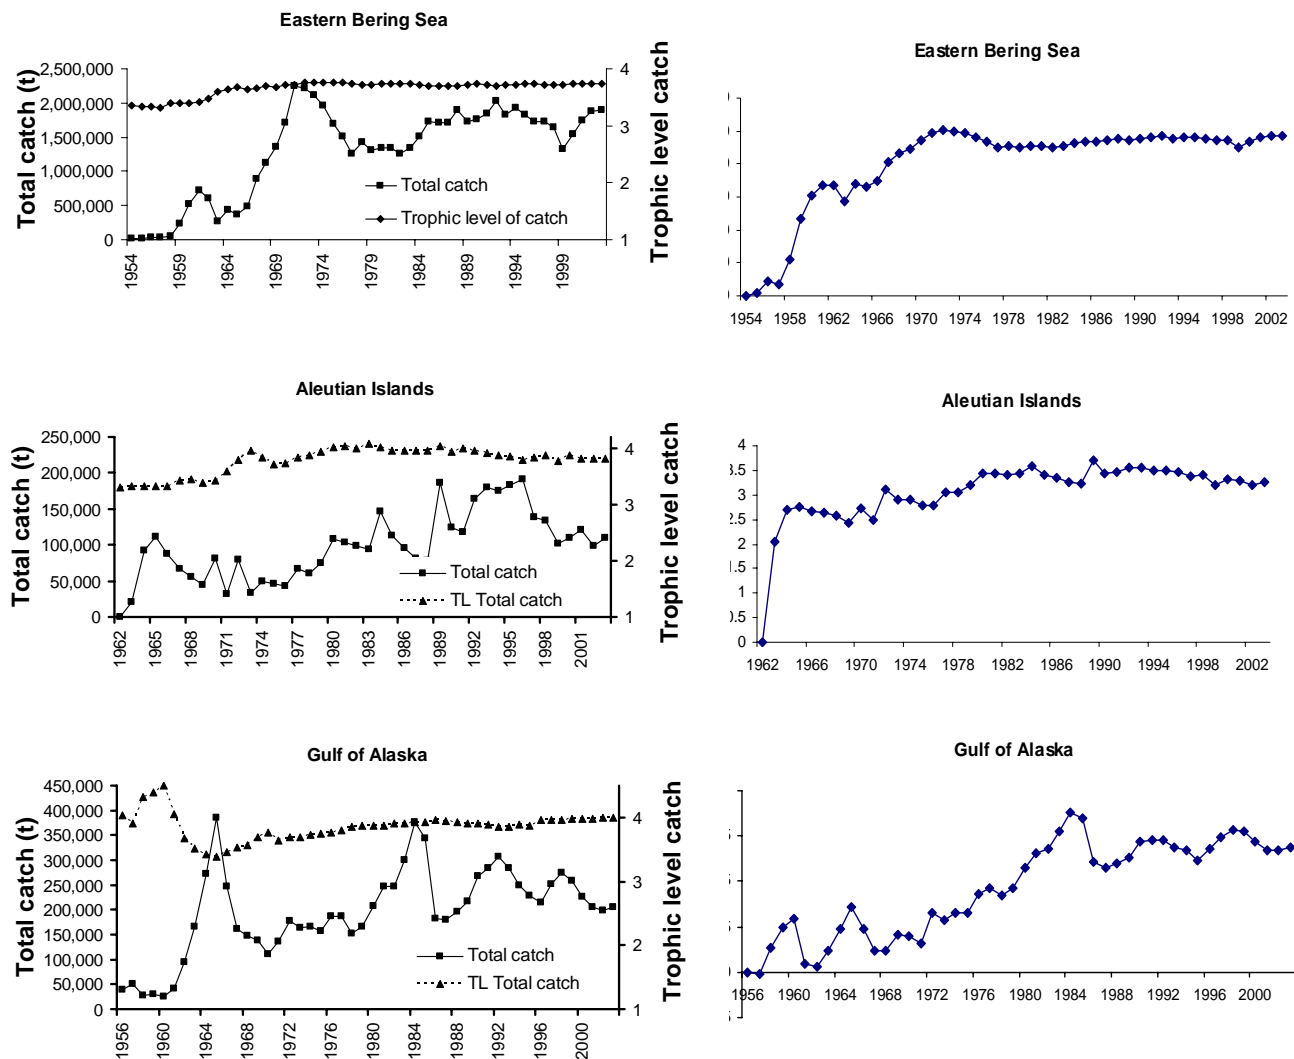 Eastern Bering Sea
Total catch (t)
2,500,000
2,000,000
1,500,000
1,000,000
500,000
0
4
3
2
1
Trophic level catch
Total catch
Trophic level of catch
1954 1959 1964 1969 1974 1979 1984 1989 1994 1999
Eastern Bering Sea
1954 1958 1962 1966 1970 1974 1978 1982 1986 1990 1994 1998 2002
Aleutian Islands
Total catch (t)
250,000
200,000
150,000
100,000
50,000
0
4
3
2
1
Trophic level catch
Total catch
TL Total catch
1962 1965 1968 1971 1974 1977 1980 1983 1986 1989 1992 1995 1998 2001
Aleutian Islands
4
3.5
3
2.5
2
.5
1
0.5
0
1962 1966 1970 1974 1978 1982 1986 1990 1994 1998 2002
Gulf of Alaska
Total catch (t)
450,000
400,000
350,000
300,000
250,000
200,000
150,000
100,000
50,000
0
4
3
2
1
Trophic level catch
Total catch
TL Total catch
1956 1960 1964 1968 1972 1976 1980 1984 1988 1992 1996 2000
Gulf of Alaska
1956 1960 1964 1968 1972 1976 1980 1984 1988 1992 1996 2000